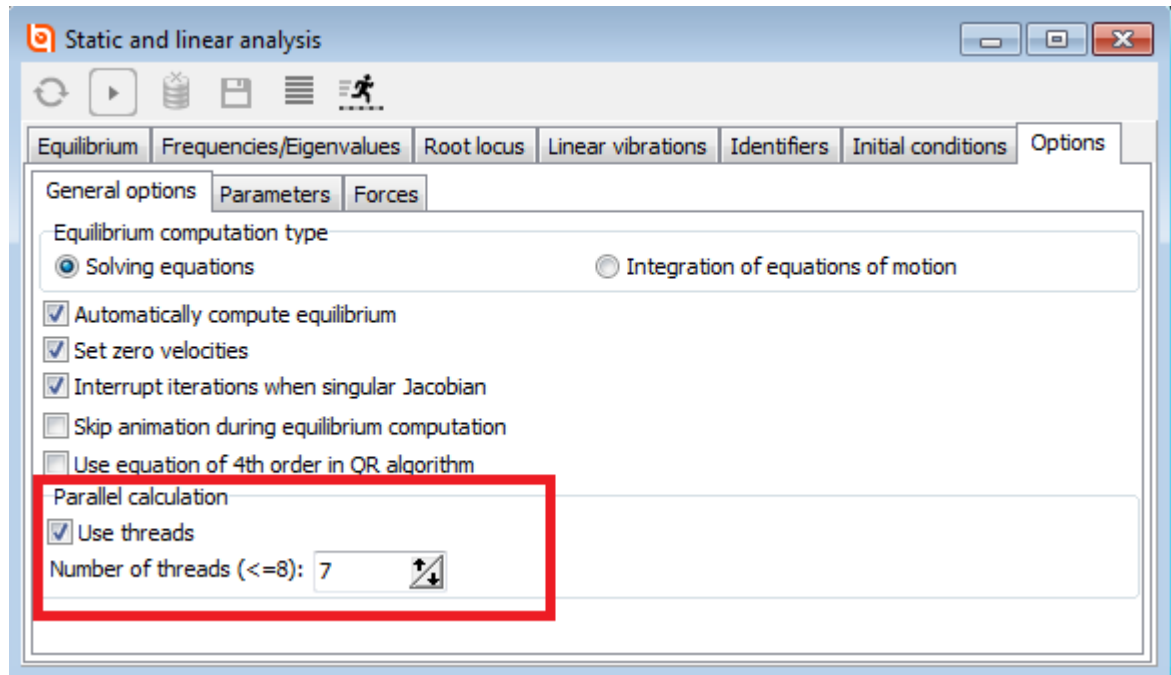 Static and linear analysis
Equilibrium Frequencies/Eigenvalues Root locus Linear vibrations Identifiers Initial conditions Options
General options Parameters Forces
Equilibrium computation type
Solving equations Integration of equations of motion
Automatically compute equilibrium
Set zero velocities
Interrupt iterations when singular Jacobian
Skip animation during equilibrium computation
Use equation of 4th order in QR algorithm
Parallel calculation
Use threads
Number of threads (<=8): 7